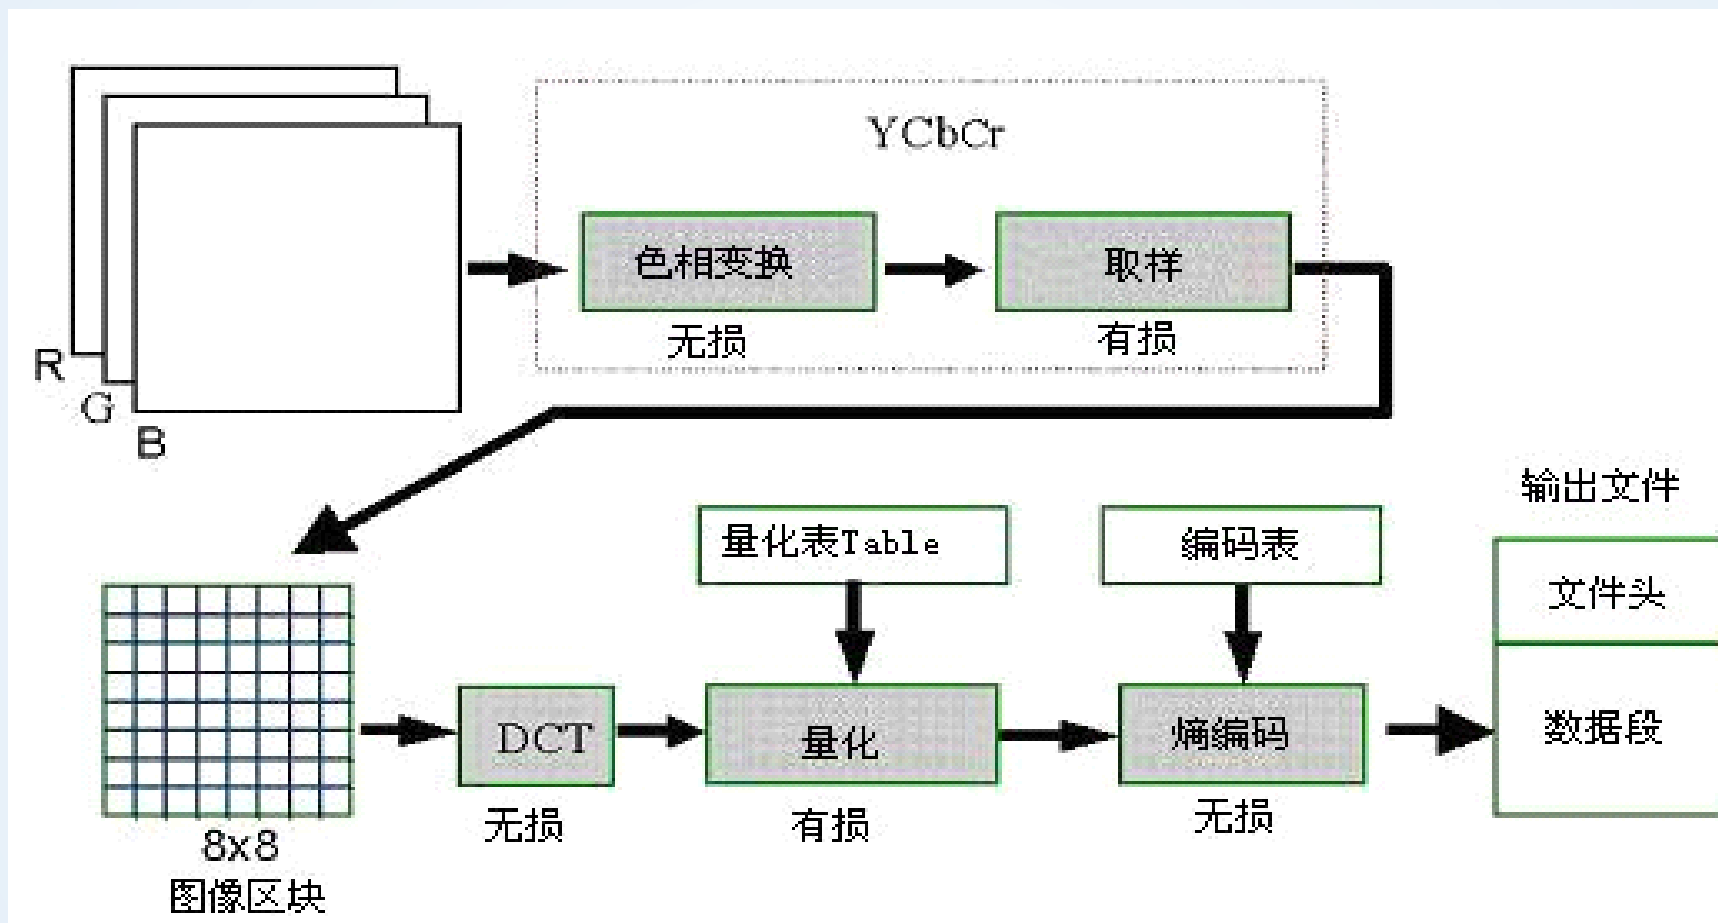 R
G
B
YCbCr
色相变换
取样
无损
有损
量化表Table
编码表
输出文件
文件头
数据段
DCT
量化
熵编码
无损
有损
无损
8x8
图像区块